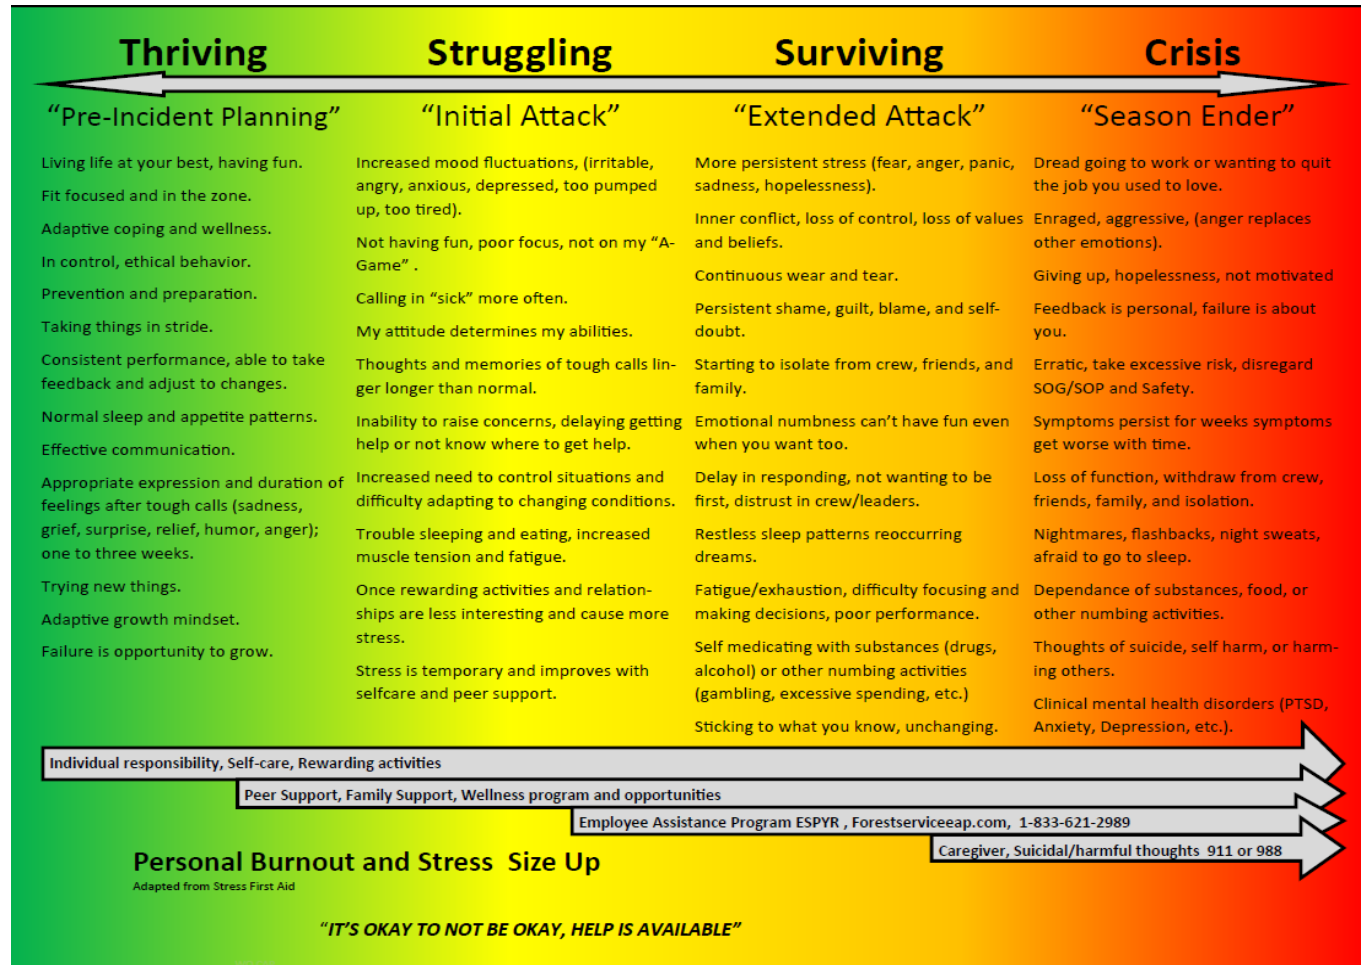 Thriving
Struggling
Surviving
Crisis
“Pre-Incident Planning”
“Initial Attack”
“Extended Attack”
“Season Ender”
Living life at your best, having fun.
Fit focused and in the zone.
Adaptive coping and wellness.
In control, ethical behavior.
Prevention and preparation.
Taking things in stride.
Consistent performance, able to take
feedback and adjust to changes.
Normal sleep and appetite patterns.
Effective communication.
Appropriate expression and duration of
feelings after tough calls (sadness,
grief, surprise, relief, humor, anger);
one to three weeks.
Trying new things.
Adaptive growth mindset.
Failure is opportunity to grow.
Increased mood fluctuations, (irritable,
angry, anxious, depressed, too pumped
up, too tired).
Not having fun, poor focus, not on my “A-
Game” .
Calling in “sick” more often.
My attitude determines my abilities.
Thoughts and memories of tough calls lin-
ger longer than normal.
Inability to raise concerns, delaying getting
help or not know where to get help.
Increased need to control situations and
difficulty adapting to changing conditions.
Trouble sleeping and eating, increased
muscle tension and fatigue.
Once rewarding activities and relation-
ships are less interesting and cause more
stress.
Stress is temporary and improves with
selfcare and peer support.
More persistent stress (fear, anger, panic,
sadness, hopelessness).
Inner conflict, loss of control, loss of values
and beliefs.
Continuous wear and tear.
Persistent shame, guilt, blame, and self-
doubt.
Starting to isolate from crew, friends, and
family.
Emotional numbness can’t have fun even
when you want too.
Delay in responding, not wanting to be
first, distrust in crew/leaders.
Restless sleep patterns reoccurring
dreams.
Fatigue/exhaustion, difficulty focusing and
making decisions, poor performance.
Self medicating with substances (drugs,
alcohol) or other numbing activities
(gambling, excessive spending, etc.)
Sticking to what you know, unchanging.
Dread going to work or wanting to quit
the job you used to love.
Enraged, aggressive, (anger replaces
other emotions).
Giving up, hopelessness, not motivated
Feedback is personal, failure is about
you.
Erratic, take excessive risk, disregard
SOG/SOP and Safety.
Symptoms persist for weeks symptoms
get worse with time.
Loss of function, withdraw from crew,
friends, family, and isolation.
Nightmares, flashbacks, night sweats,
afraid to go to sleep.
Dependance of substances, food, or
other numbing activities.
Thoughts of suicide, self harm, or harm-
ing others.
Clinical mental health disorders (PTSD,
Anxiety, Depression, etc.).
Individual responsibility, Self-care, Rewarding activities
Peer Support, Family Support, Wellness program and opportunities
Employee Assistance Program ESPYR , Forestserviceeap.com, 1-833-621-2989
Caregiver, Suicidal/harmful thoughts 911 or 988
Personal Burnout and Stress Size Up
Adapted from Stress First Aid
“IT’S OKAY TO NOT BE OKAY, HELP IS AVAILABLE”